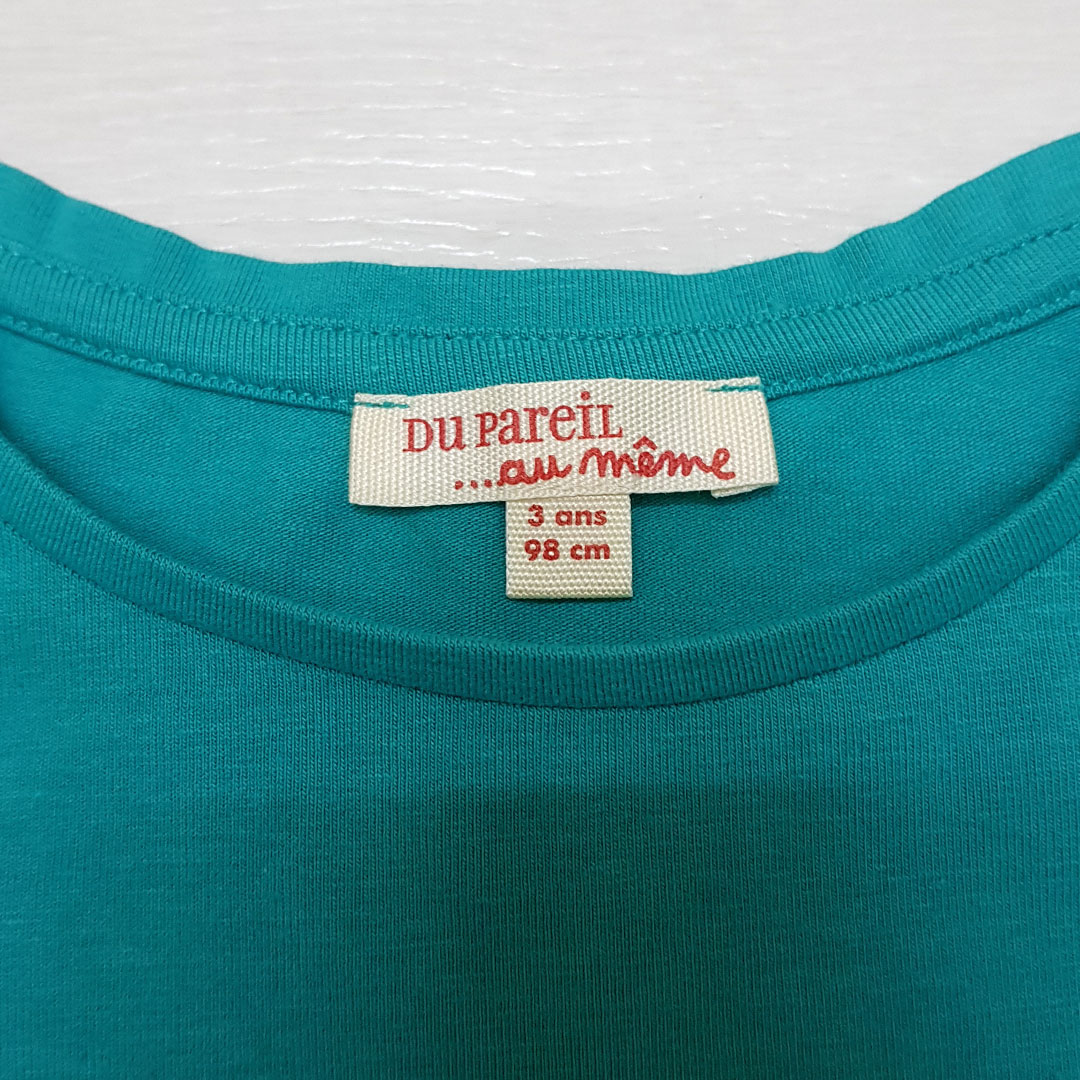 Du Pareil
...au même
3 ans
98 cm